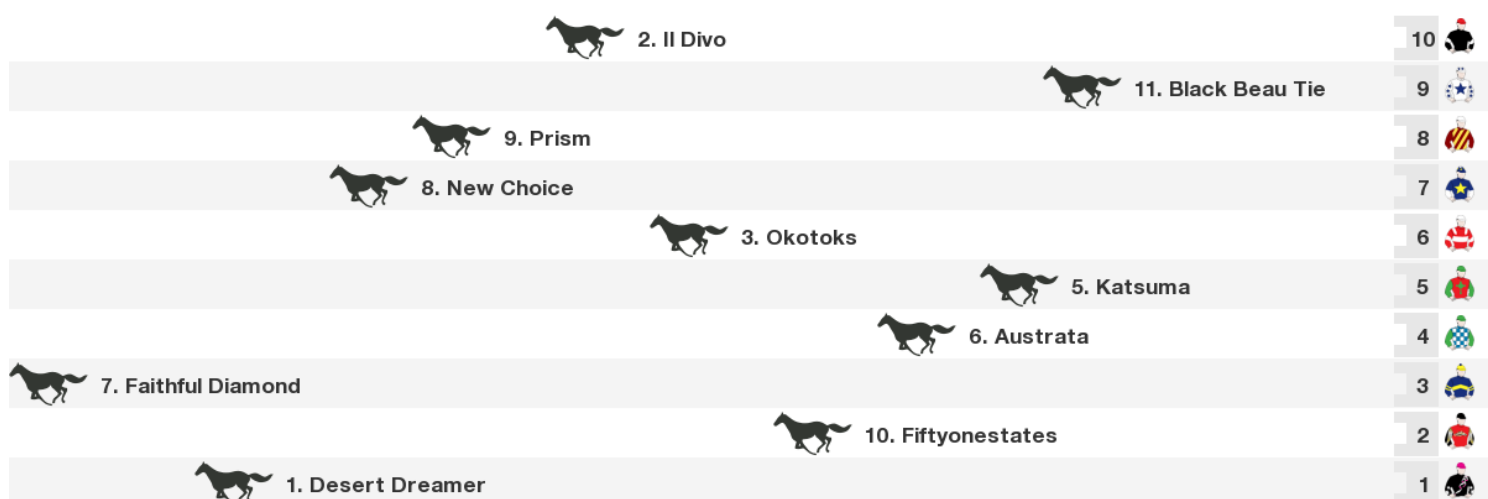 2. Il Divo 10
11. Black Beau Tie 9
9. Prism 8
8. New Choice 7
3. Okotoks 6
5. Katsuma 5
6. Austrata 4
7. Faithful Diamond 3
10. Fiftyonestates 2
1. Desert Dreamer 1